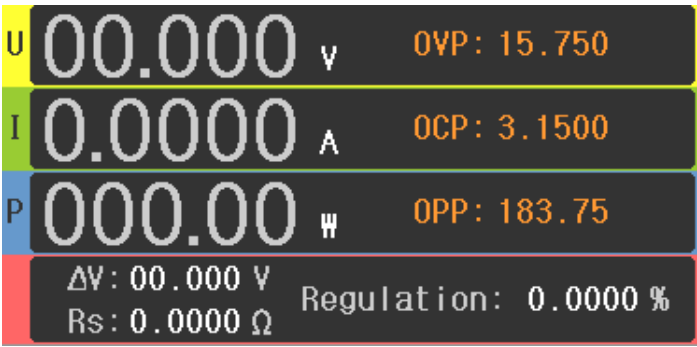 U 00.000 V OVP: 15.750
I 0.0000 A OCP: 3.1500
P 000.00 W OPP: 183.75
ΔV: 00.000 V
Rs: 0.0000 Ω
Regulation: 0.0000 %